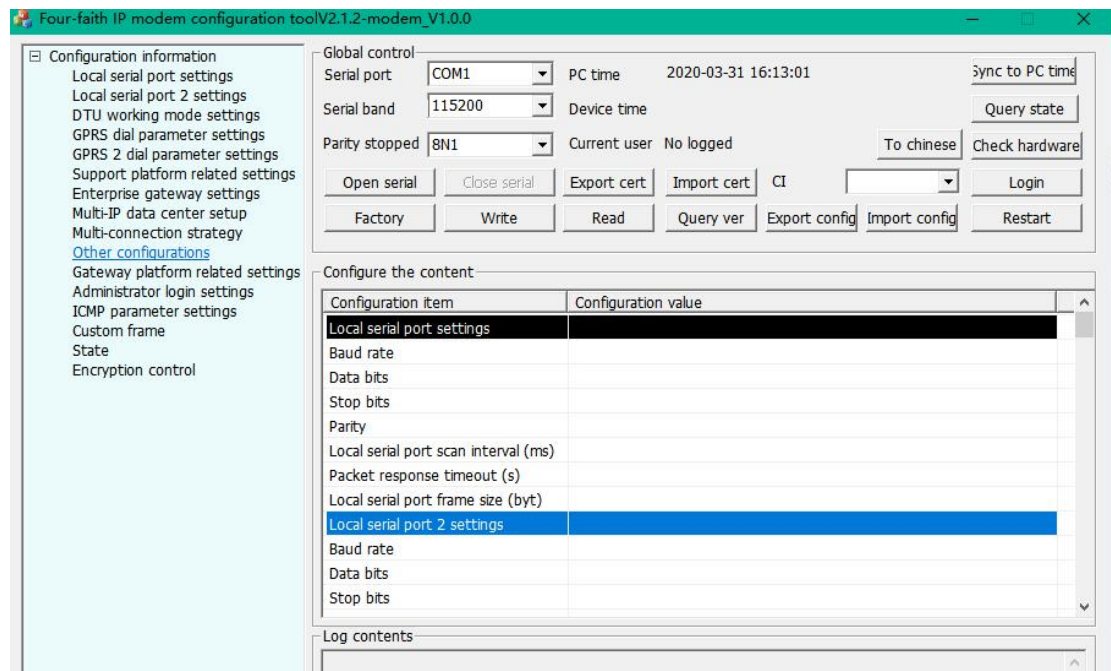 Four-faith IP modem configuration toolV2.1.2-modem_V1.0.0
Configuration information
Local serial port settings
Local serial port 2 settings
DTU working mode settings
GPRS dial parameter settings
GPRS 2 dial parameter settings
Support platform related settings
Enterprise gateway settings
Multi-IP data center setup
Multi-connection strategy
Other configurations
Gateway platform related settings
Administrator login settings
ICMP parameter settings
Custom frame
State
Encryption control
Global control
Serial port COM1 PC time 2020-03-31 16:13:01 Sync to PC time
Serial band 115200 Device time Query state
Parity stopped 8N1 Current user No logged To chinese Check hardware
Open serial Close serial Export cert Import cert CI Login
Factory Write Read Query ver Export config Import config Restart
Configure the content
Configuration item Configuration value
Local serial port settings
Baud rate
Data bits
Stop bits
Parity
Local serial port scan interval (ms)
Packet response timeout (s)
Local serial port frame size (byt)
Local serial port 2 settings
Baud rate
Data bits
Stop bits
Log contents